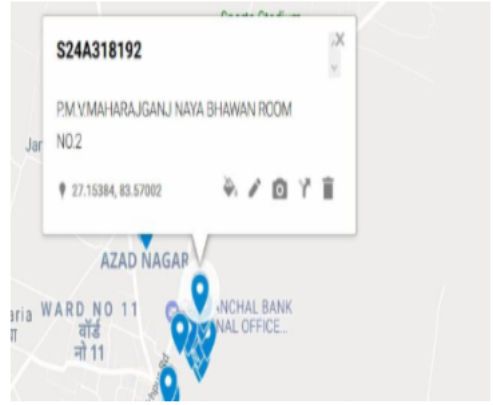 S24A318192
P.M.V.MAHARAJGANJ NAYA BHAWAN ROOM
NO.2
27.15384, 83.57002
AZAD NAGAR
WARD NO 11
वॉर्ड
नो 11
NCHAL BANK
NAL OFFICE...